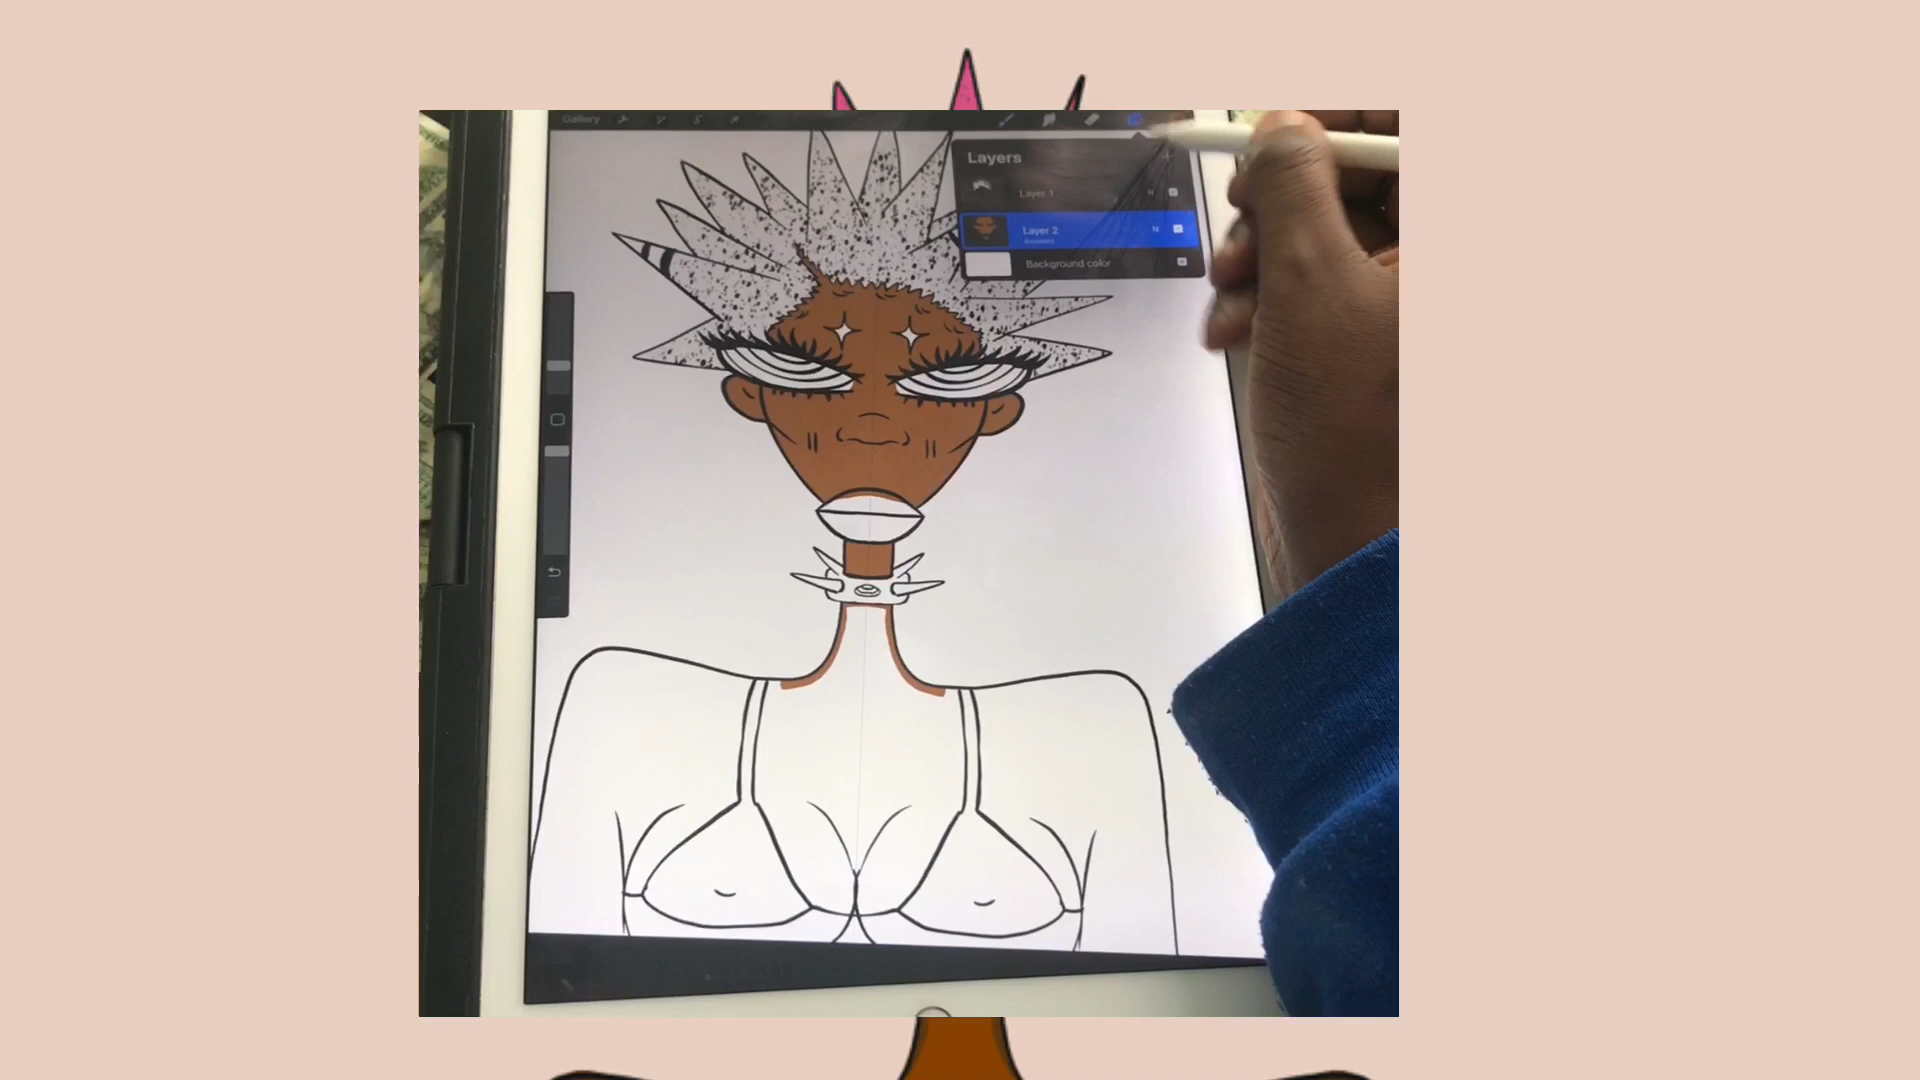 Gallery
Layers
Layer 1 N
Layer 2 N
Background color